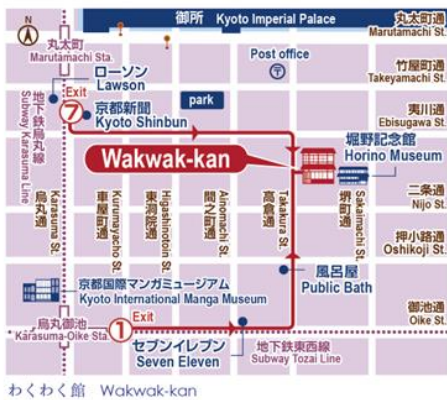 御所 Kyoto Imperial Palace
丸太町通
Marutamachi St.
N
丸太町
Marutamachi Sta.
Post office
竹屋町通
Takeyamachi St.
ローソン
Lawson
地下鉄烏丸線
Subway Karasuma Line
Exit
7
京都新聞
Kyoto Shinbun
park
夷川通
Ebisugawa St.
堀野記念館
Horino Museum
Wakwak-kan
二条通
Nijo St.
烏丸通
Karasuma St.
車屋町通
Kurumayacho St.
東洞院通
Higashinotoin St.
間之町通
Ainomachi St.
高倉通
Takakura St.
堺町通
Sakaimachi St.
押小路通
Oshikoji St.
風呂屋
Public Bath
京都国際マンガミュージアム
Kyoto International Manga Museum
御池通
Oike St.
烏丸御池
Karasuma-Oike Sta.
1
Exit
セブンイレブン
Seven Eleven
地下鉄東西線
Subway Tozai Line
わくわく館 Wakwak-kan